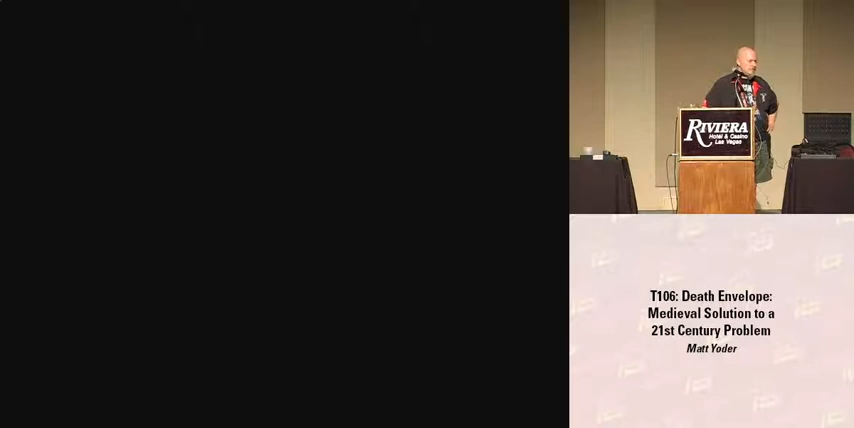 RIVIERA
Hotel & Casino
Las Vegas
T106: Death Envelope:
Medieval Solution to a
21st Century Problem
Matt Yoder